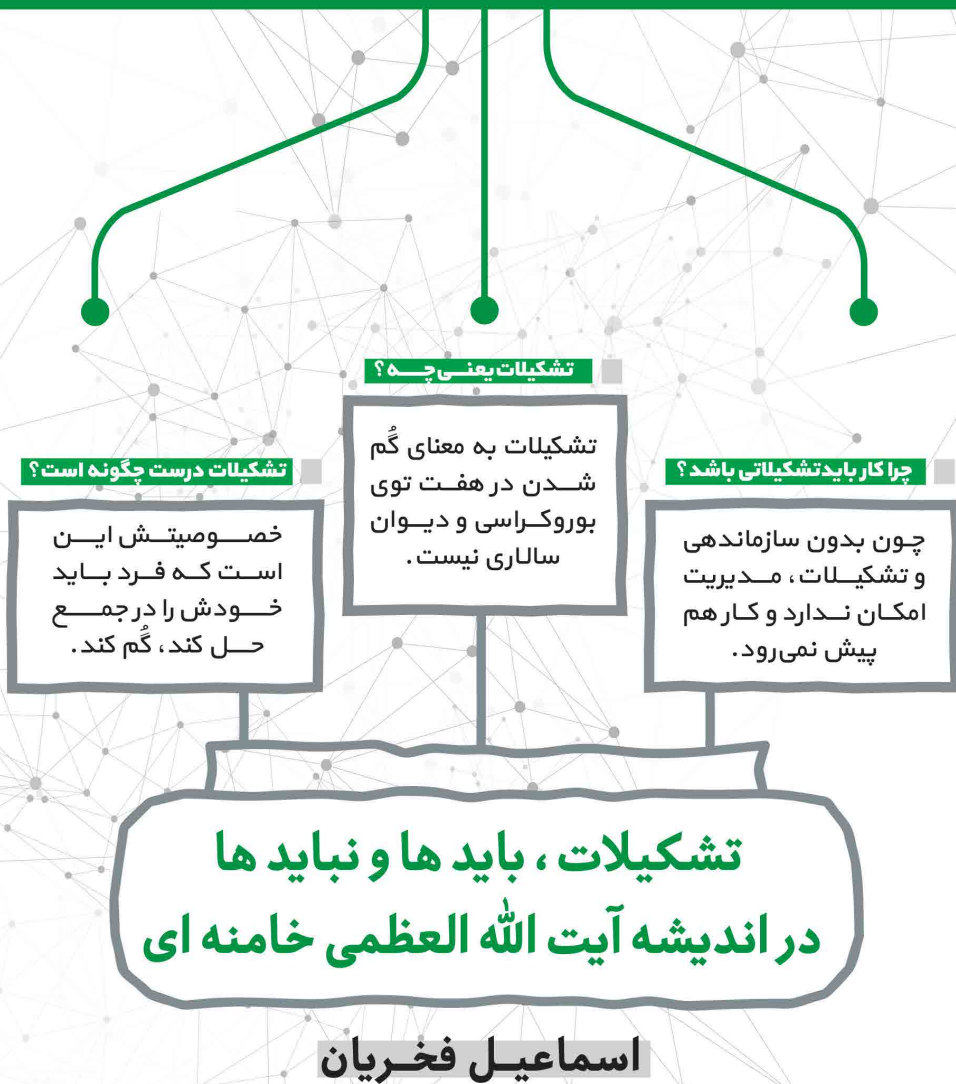 چرا کار باید تشکیلاتی باشد؟
چون بدون سازماندهی
و تشکیلات، مدیریت
امکان ندارد و کار هم
پیش نمی‌رود.
تشکیلات یعنی چه؟
تشکیلات به معنای گُم
شدن در هفت توی
بوروکراسی و دیوان
سالاری نیست.
تشکیلات درست چگونه است؟
خصوصیتش این
است که فرد باید
خودش را در جمع
حل کند، گُم کند.
تشکیلات، باید ها و نباید ها
در اندیشه آیت الله العظمی خامنه ای
اسماعیل فخریان